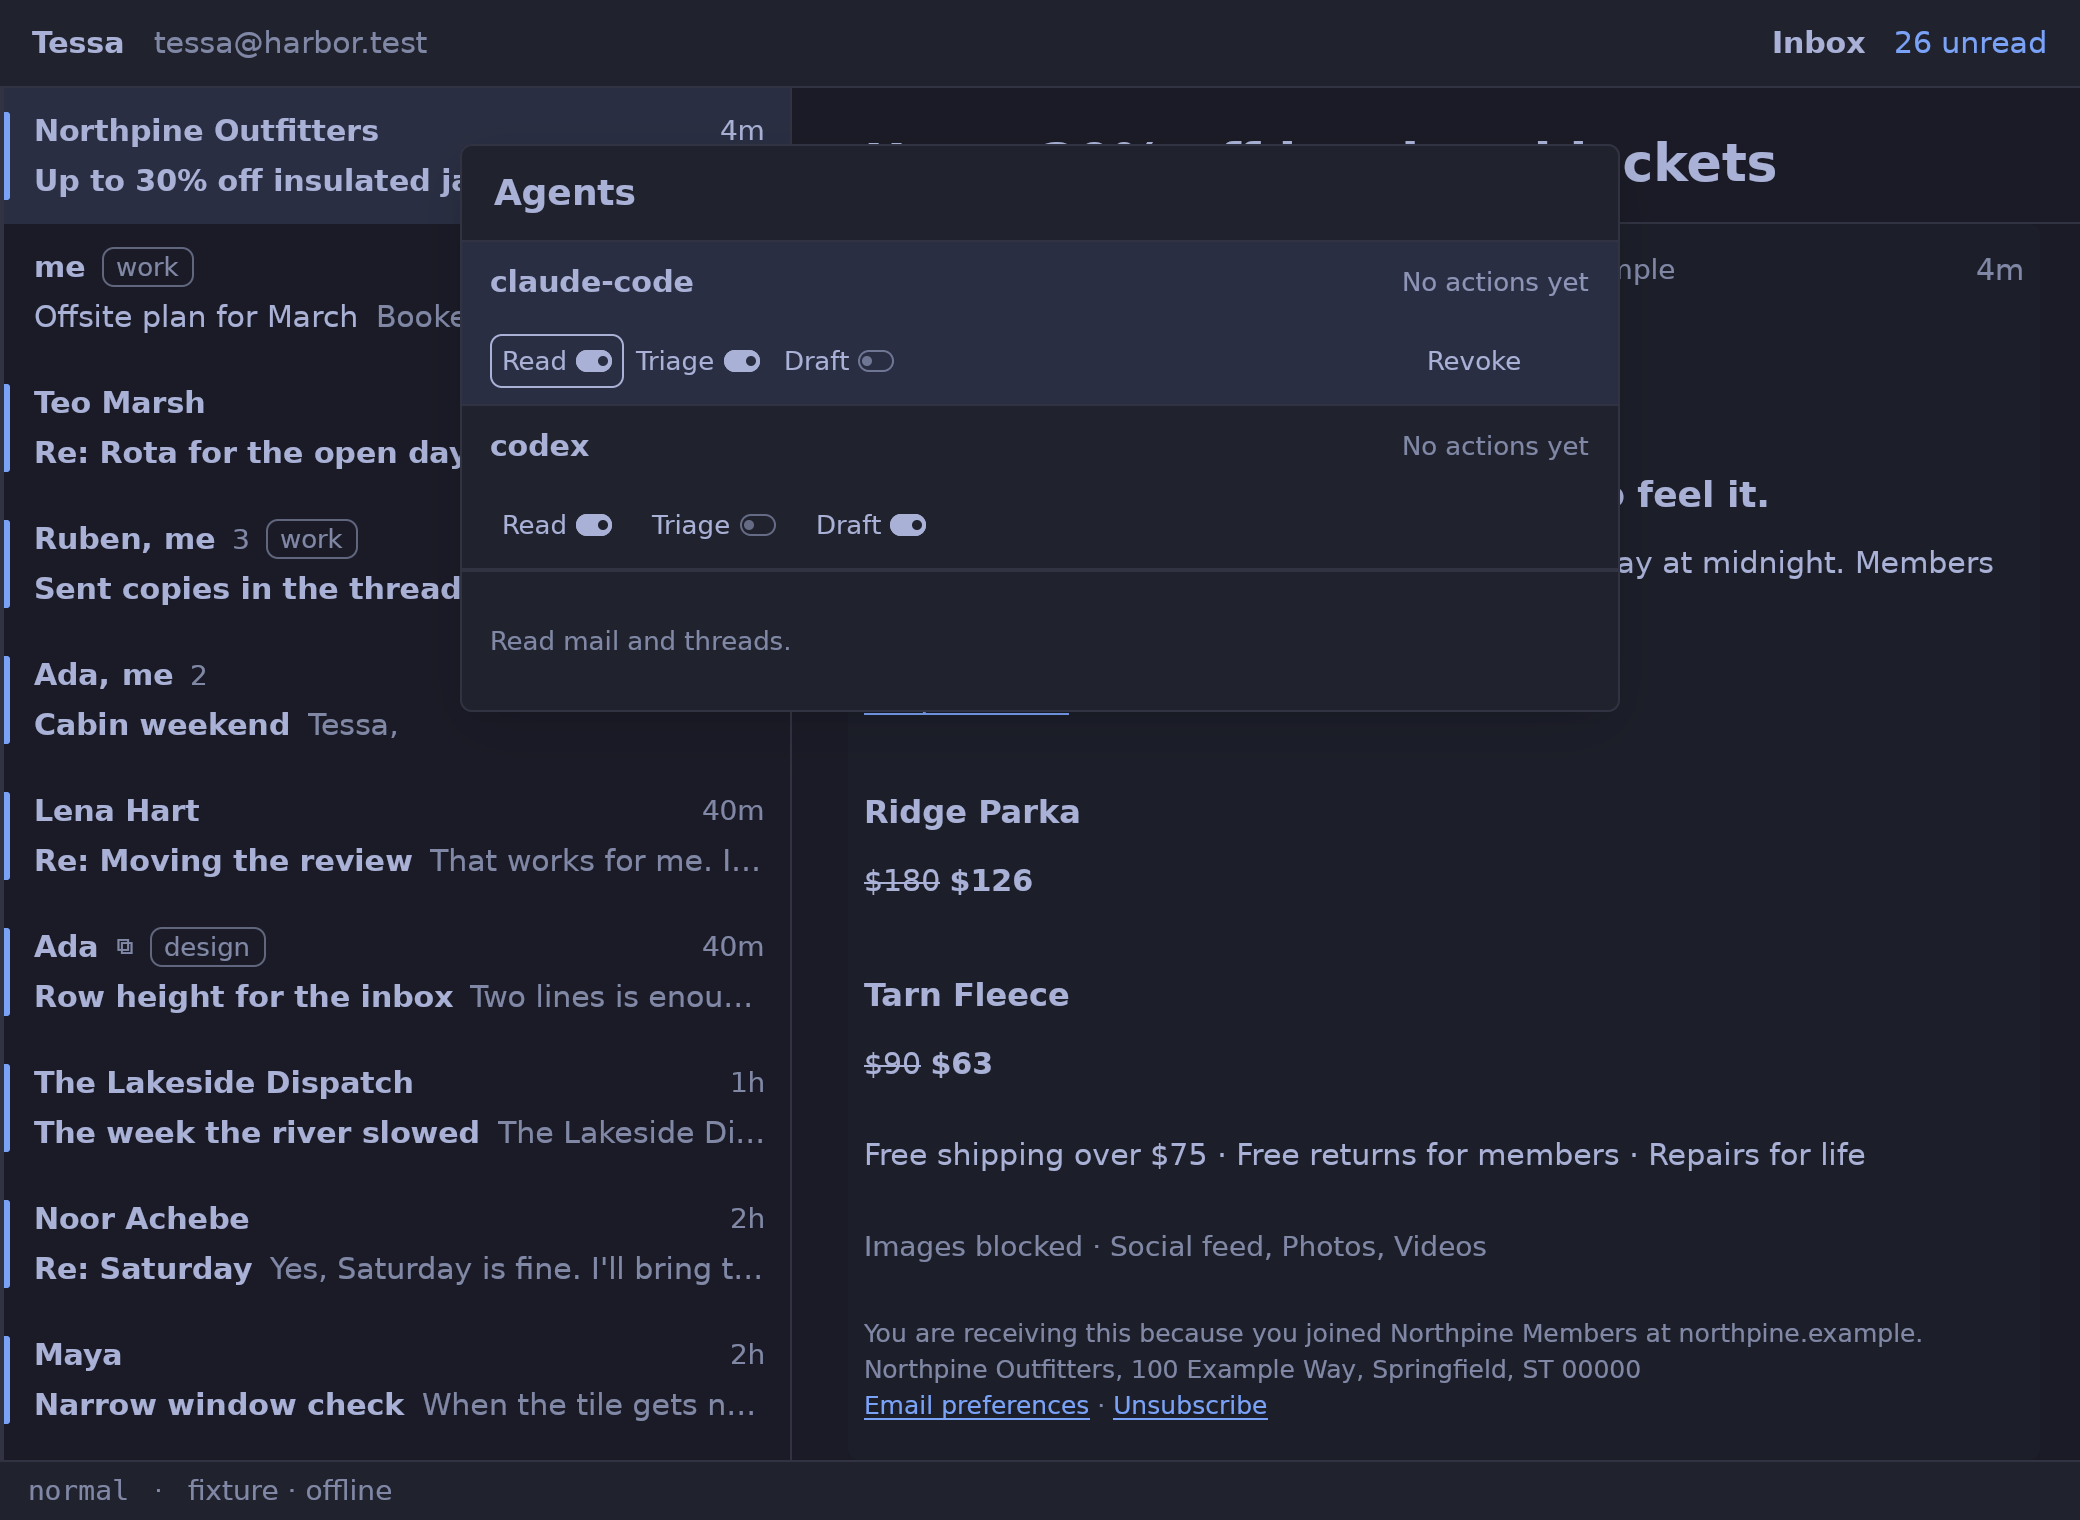 Tessa tessa@harbor.test
Inbox 26 unread
Northpine Outfitters 4m
Up to 30% off insulated
me work
Offsite plan for March
Teo Marsh
Re: Rota for the open day
Ruben, me 3 work
Sent copies in the thread
Ada, me 2
Cabin weekend Tessa,
Lena Hart 40m
Re: Moving the review That works for me. I…
Ada design 40m
Row height for the inbox Two lines is enou…
The Lakeside Dispatch 1h
The week the river slowed The Lakeside Di…
Noor Achebe 2h
Re: Saturday Yes, Saturday is fine. I'll bring t…
Maya 2h
Narrow window check When the tile gets n…
Agents
claude-code No actions yet
Read Triage Draft Revoke
codex No actions yet
Read Triage Draft
Read mail and threads.
4m
feel it.
at midnight. Members
Ridge Parka
$180 $126
Tarn Fleece
$90 $63
Free shipping over $75 · Free returns for members · Repairs for life
Images blocked · Social feed, Photos, Videos
You are receiving this because you joined Northpine Members at northpine.example.
Northpine Outfitters, 100 Example Way, Springfield, ST 00000
Email preferences · Unsubscribe
normal · fixture · offline